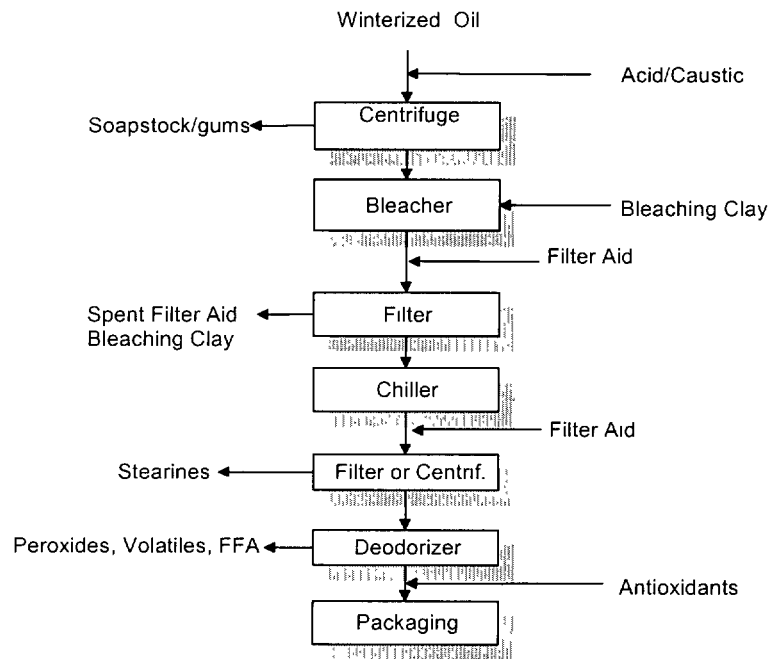 Winterized Oil
Acid/Caustic
Centrifuge
Soapstock/gums
Bleacher
Bleaching Clay
Filter Aid
Spent Filter Aid
Bleaching Clay
Filter
Chiller
Filter Aid
Stearines
Filter or Centrif.
Peroxides, Volatiles, FFA
Deodorizer
Antioxidants
Packaging